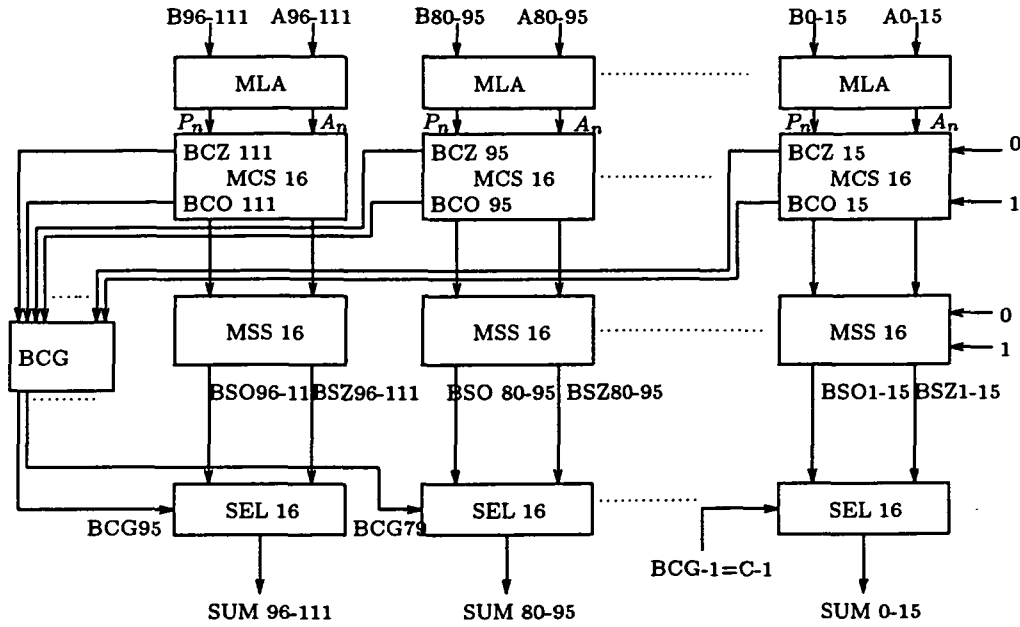 B96-111 A96-111 B80-95 A80-95 B0-15 A0-15
MLA MLA MLA
Pn An Pn An Pn An
BCZ 111 BCZ 95 BCZ 15 0
MCS 16 MCS 16 MCS 16
BCO 111 BCO 95 BCO 15 1
MSS 16 MSS 16 MSS 16 0
1
BCG
BSO96-11 BSZ96-111 BSO 80-95 BSZ80-95 BSO1-15 BSZ1-15
SEL 16 SEL 16 SEL 16
BCG95 BCG79
BCG-1=C-1
SUM 96-111 SUM 80-95 SUM 0-15